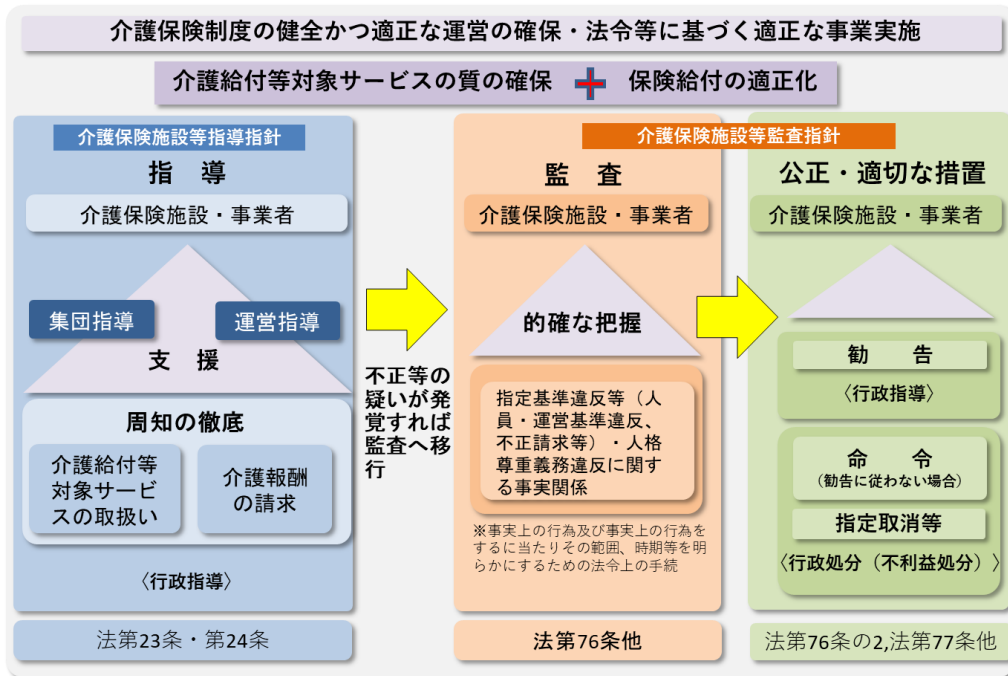 介護保険制度の健全かつ適正な運営の確保・法令等に基づく適正な事業実施
介護給付等対象サービスの質の確保 + 保険給付の適正化
介護保険施設等指導指針
指 導
介護保険施設・事業者
集団指導
運営指導
支 援
周知の徹底
介護給付等
対象サービ
スの取扱い
介護報酬
の請求
〈行政指導〉
法第23条・第24条
不正等の
疑いが発
覚すれば
監査へ移
行
介護保険施設等監査指針
監 査
介護保険施設・事業者
的確な把握
指定基準違反等（人
員・運営基準違反、
不正請求等）・人格
尊重義務違反に関す
る事実関係
※事実上の行為及び事実上の行為を
するに当たりその範囲、時期等を明
らかにするための法令上の手続
法第76条他
公正・適切な措置
介護保険施設・事業者
勧 告
〈行政指導〉
命 令
（勧告に従わない場合）
指定取消等
〈行政処分（不利益処分）〉
法第76条の2,法第77条他